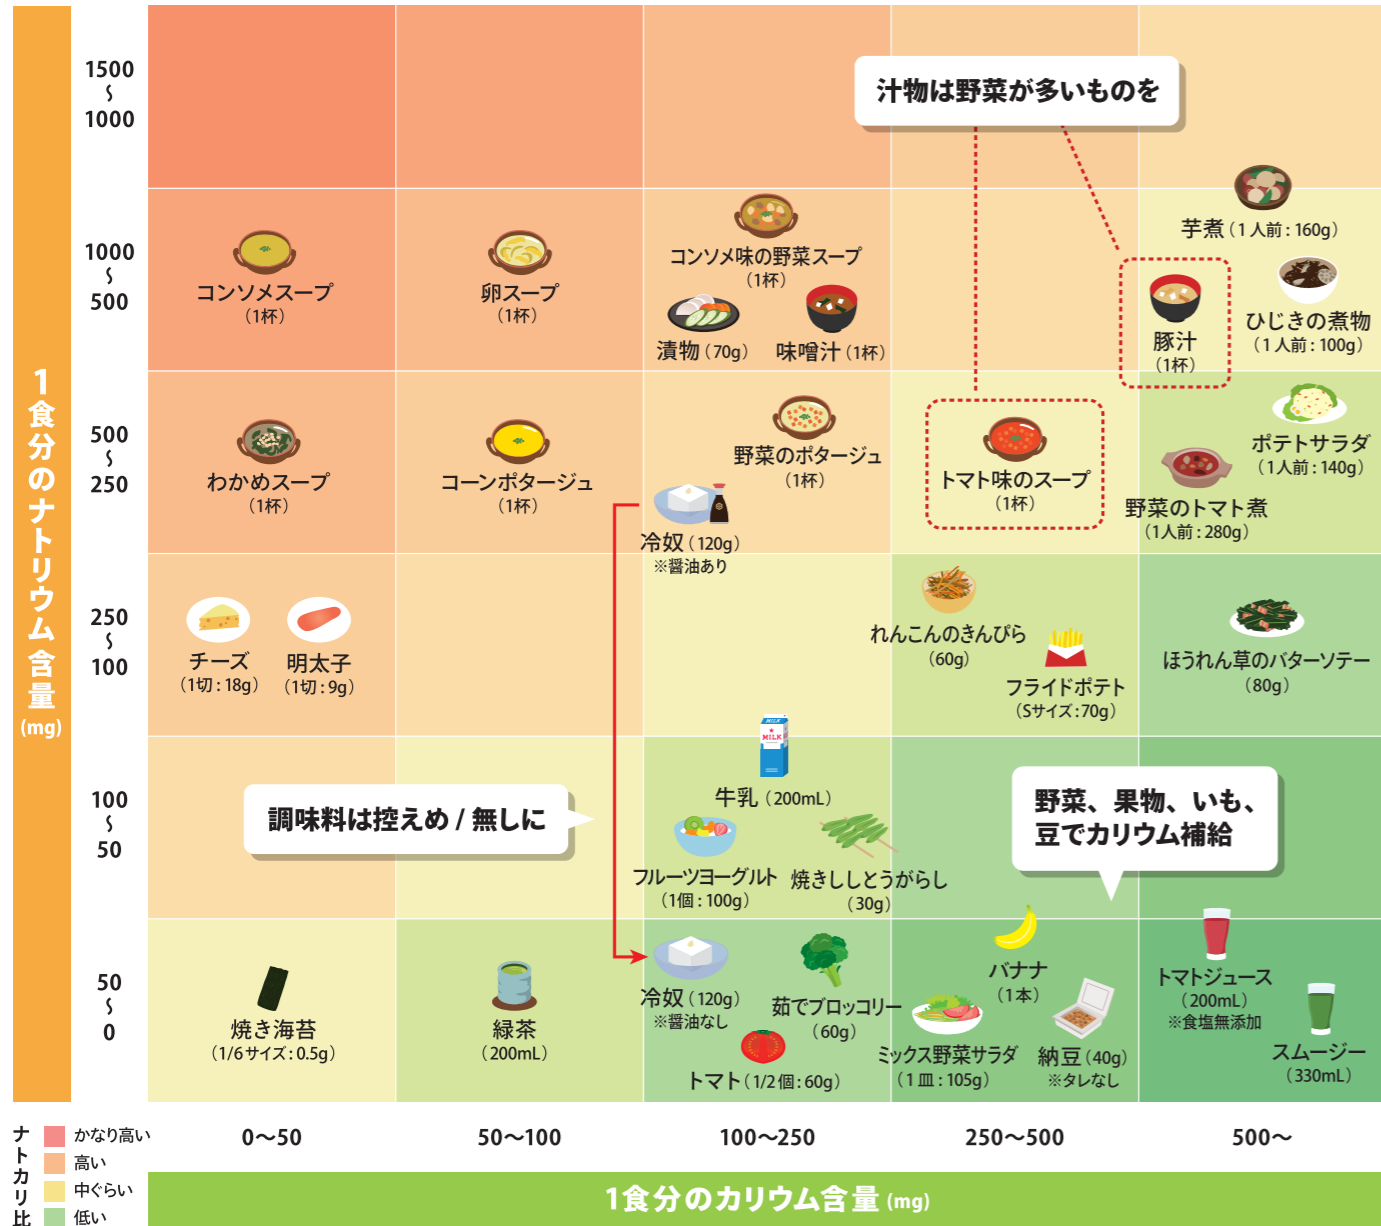 1食分のナトリウム含量
(mg)
1500
〜
1000
汁物は野菜が多いものを
1000
〜
500
コンソメスープ
(1杯)
卵スープ
(1杯)
コンソメ味の野菜スープ
(1杯)
漬物(70g)
味噌汁(1杯)
芋煮(1人前:160g)
豚汁
(1杯)
ひじきの煮物
(1人前:100g)
500
〜
250
わかめスープ
(1杯)
コーンポタージュ
(1杯)
野菜のポタージュ
(1杯)
冷奴(120g)
※醤油あり
トマト味のスープ
(1杯)
ポテトサラダ
(1人前:140g)
野菜のトマト煮
(1人前:280g)
250
〜
100
チーズ
(1切:18g)
明太子
(1切:9g)
れんこんのきんぴら
(60g)
フライドポテト
(Sサイズ:70g)
ほうれん草のバターソテー
(80g)
100
〜
50
調味料は控えめ / 無しに
MILK
MILK
牛乳(200mL)
フルーツヨーグルト
(1個:100g)
焼きししとうがらし
(30g)
野菜、果物、いも、
豆でカリウム補給
50
〜
0
焼き海苔
(1/6サイズ:0.5g)
緑茶
(200mL)
冷奴(120g)
※醤油なし
茹でブロッコリー
(60g)
トマト(1/2個:60g)
バナナ
(1本)
ミックス野菜サラダ
(1皿:105g)
納豆(40g)
※タレなし
トマトジュース
(200mL)
※食塩無添加
スムージー
(330mL)
ナトカリ比
かなり高い
高い
中ぐらい
低い
0〜50
50〜100
100〜250
250〜500
500〜
1食分のカリウム含量 (mg)